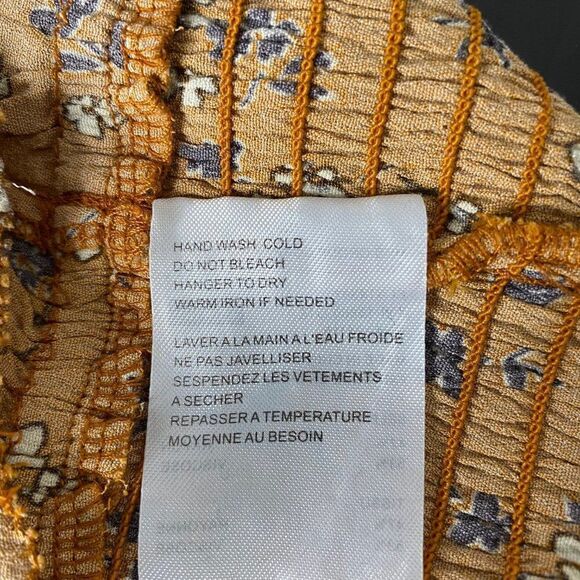 HAND WASH COLD
DO NOT BLEACH
HANGER TO DRY
WARM IRON IF NEEDED
LAVER A LA MAIN A L'EAU FROIDE
NE PAS JAVELLISER
SESPENDEZ LES VETEMENTS
A SECHER
REPASSER A TEMPERATURE
MOYENNE AU BESOIN